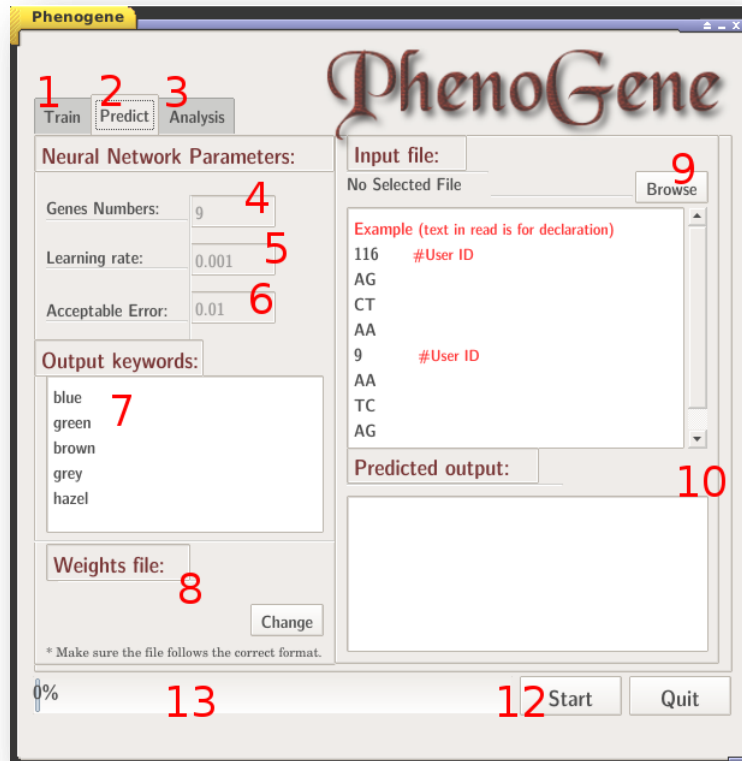 Phenogene
PhenoGene
1 2 3
Train Predict Analysis
Neural Network Parameters:
Genes Numbers: 9 4
Learning rate: 0.001 5
Acceptable Error: 0.01 6
Output keywords:
blue
green
brown
grey
hazel
7
Weights file:
8
Change
* Make sure the file follows the correct format.
Input file:
9
No Selected File Browse
Example (text in read is for declaration)
116 #User ID
AG
CT
AA
9 #User ID
AA
TC
AG
Predicted output:
10
0% 13
12 Start Quit